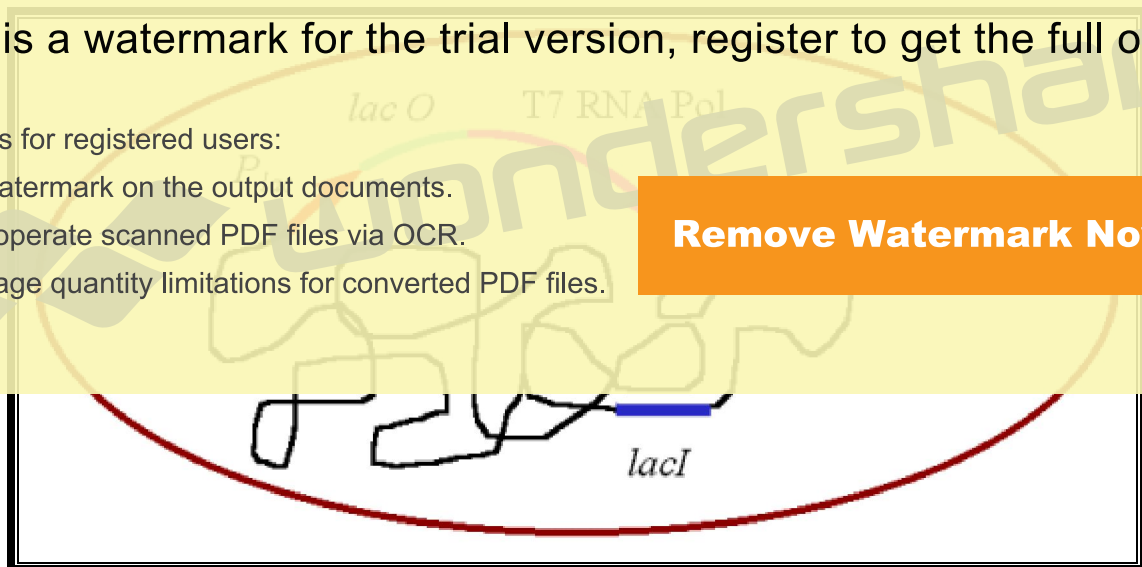 is a watermark for the trial version, register to get the full o
lac O T7 RNA Pol
s for registered users:
atermark on the output documents.
operate scanned PDF files via OCR.
Remove Watermark No
age quantity limitations for converted PDF files.
wondershar
lacI